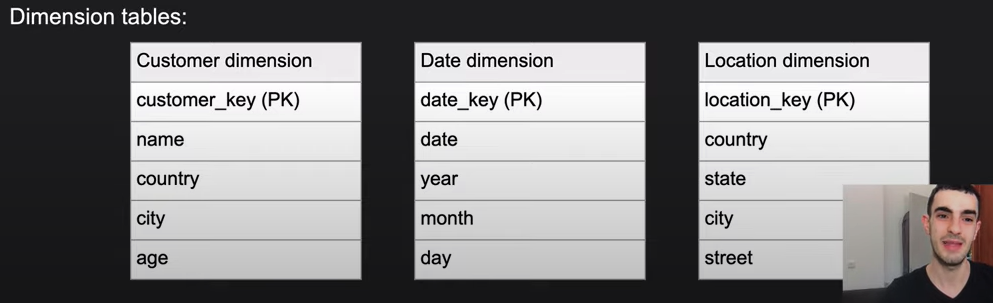 Dimension tables:
Customer dimension
customer_key (PK)
name
country
city
age
Date dimension
date_key (PK)
date
year
month
day
Location dimension
location_key (PK)
country
state
city
street